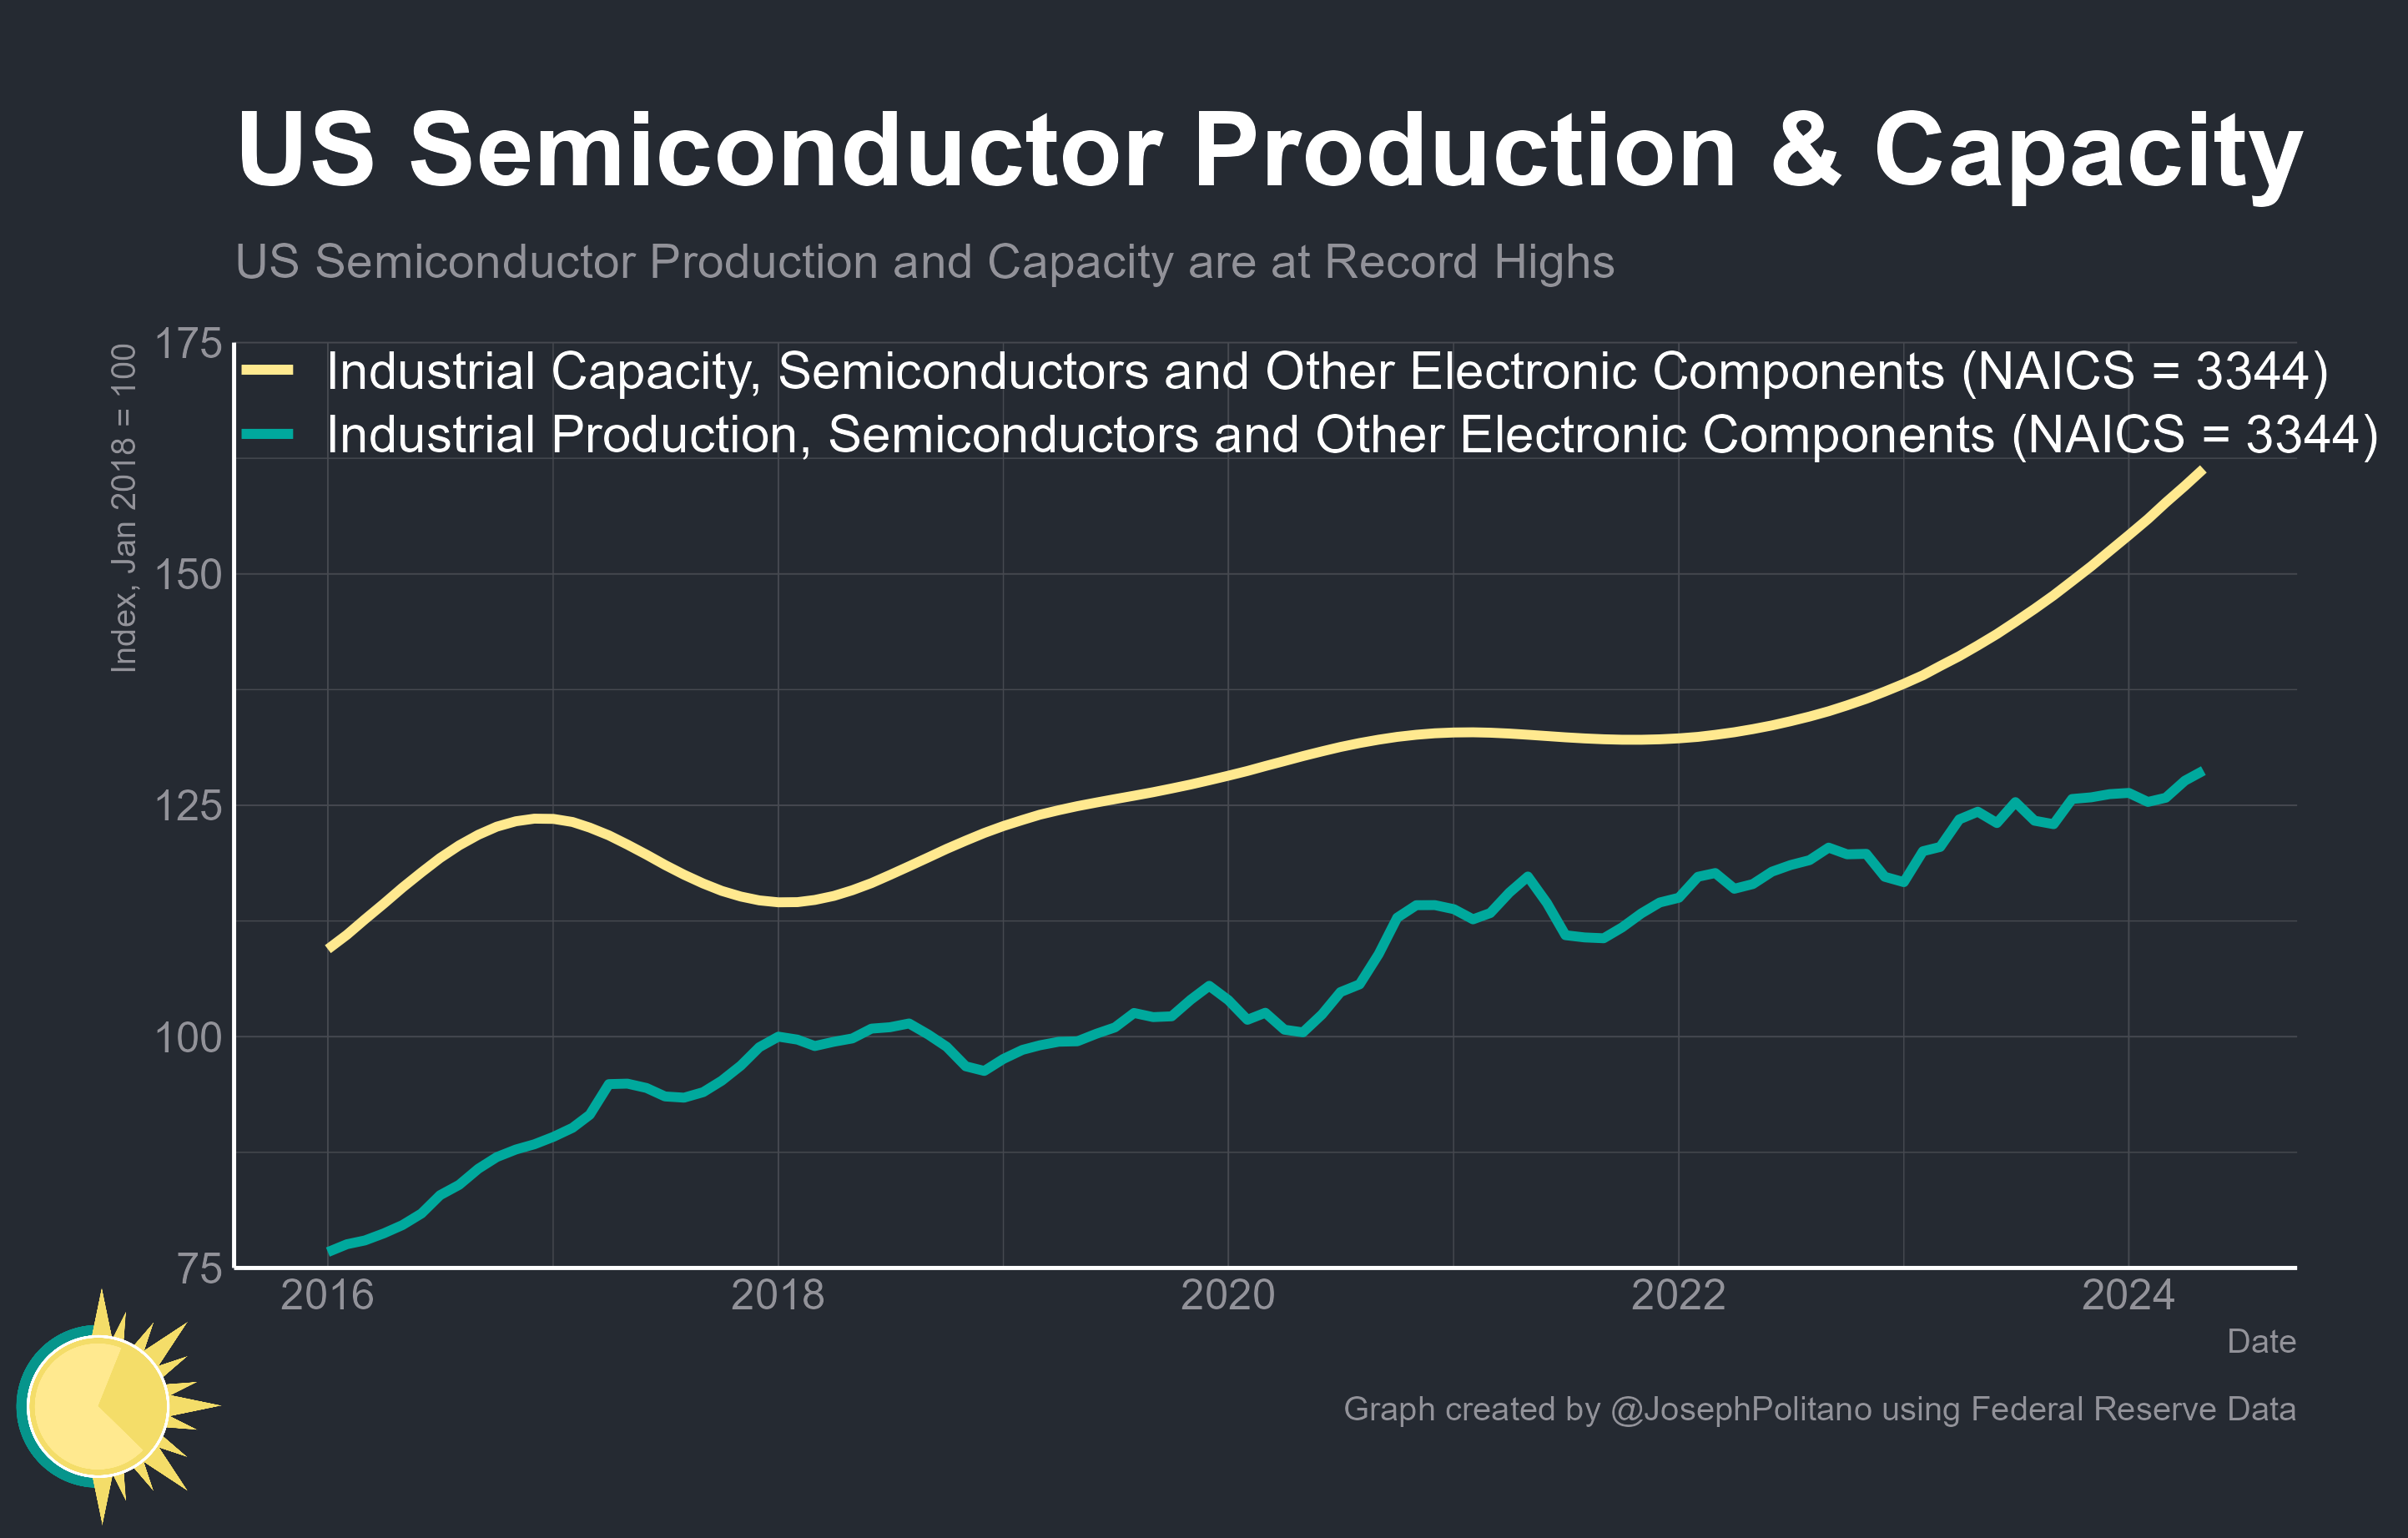 US Semiconductor Production & Capacity
US Semiconductor Production and Capacity are at Record Highs
Index, Jan 2018 = 100
175
150
125
100
75
Industrial Capacity, Semiconductors and Other Electronic Components (NAICS = 3344)
Industrial Production, Semiconductors and Other Electronic Components (NAICS = 3344)
2016
2018
2020
2022
2024
Date
Graph created by @JosephPolitano using Federal Reserve Data